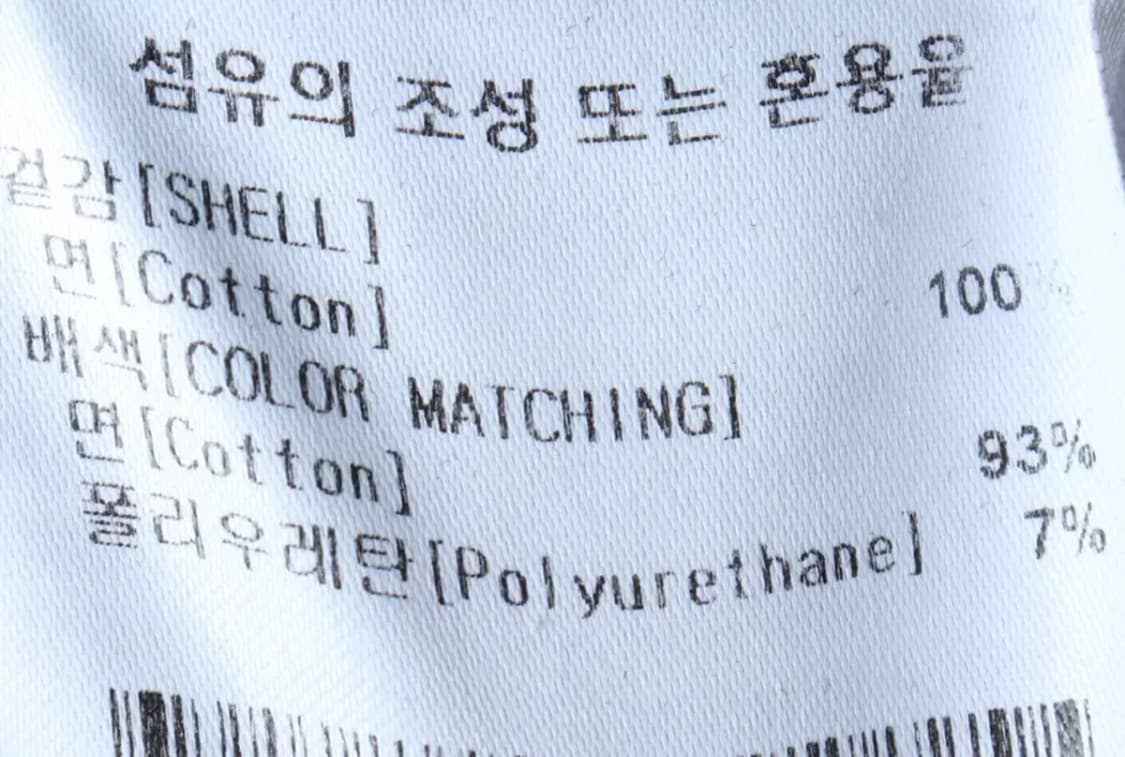 섬유의 조성 또는 혼용율
겉감[SHELL]
면[Cotton] 100%
배색[COLOR MATCHING]
면[Cotton] 93%
폴리우레탄[Polyurethane] 7%